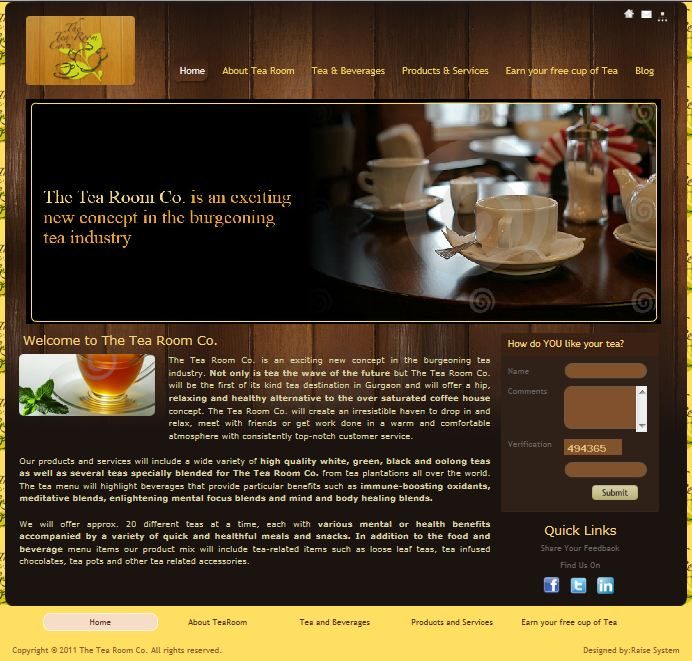 The
Tea Room
Co.
Home About Tea Room Tea & Beverages Products & Services Earn your free cup of Tea Blog
The Tea Room Co. is an exciting
new concept in the burgeoning
tea industry
Welcome to The Tea Room Co.
The Tea Room Co. is an exciting new concept in the burgeoning tea
industry. Not only is tea the wave of the future but The Tea Room Co.
will be the first of its kind tea destination in Gurgaon and will offer a hip,
relaxing and healthy alternative to the over saturated coffee house
concept. The Tea Room Co. will create an irresistible haven to drop in and
relax, meet with friends or get work done in a warm and comfortable
atmosphere with consistently top-notch customer service.
Our products and services will include a wide variety of high quality white, green, black and oolong teas
as well as several teas specially blended for The Tea Room Co. from tea plantations all over the world.
The tea menu will highlight beverages that provide particular benefits such as immune-boosting oxidants,
meditative blends, enlightening mental focus blends and mind and body healing blends.
We will offer approx. 20 different teas at a time, each with various mental or health benefits
accompanied by a variety of quick and healthful meals and snacks. In addition to the food and
beverage menu items our product mix will include tea-related items such as loose leaf teas, tea infused
chocolates, tea pots and other tea related accessories.
How do YOU like your tea?
Name
Comments
Verification
494365
Submit
Quick Links
Share Your Feedback
Find Us On
Home About TeaRoom Tea and Beverages Products and Services Earn your free cup of Tea
Copyright © 2011 The Tea Room Co. All rights reserved. Designed by:Raise System